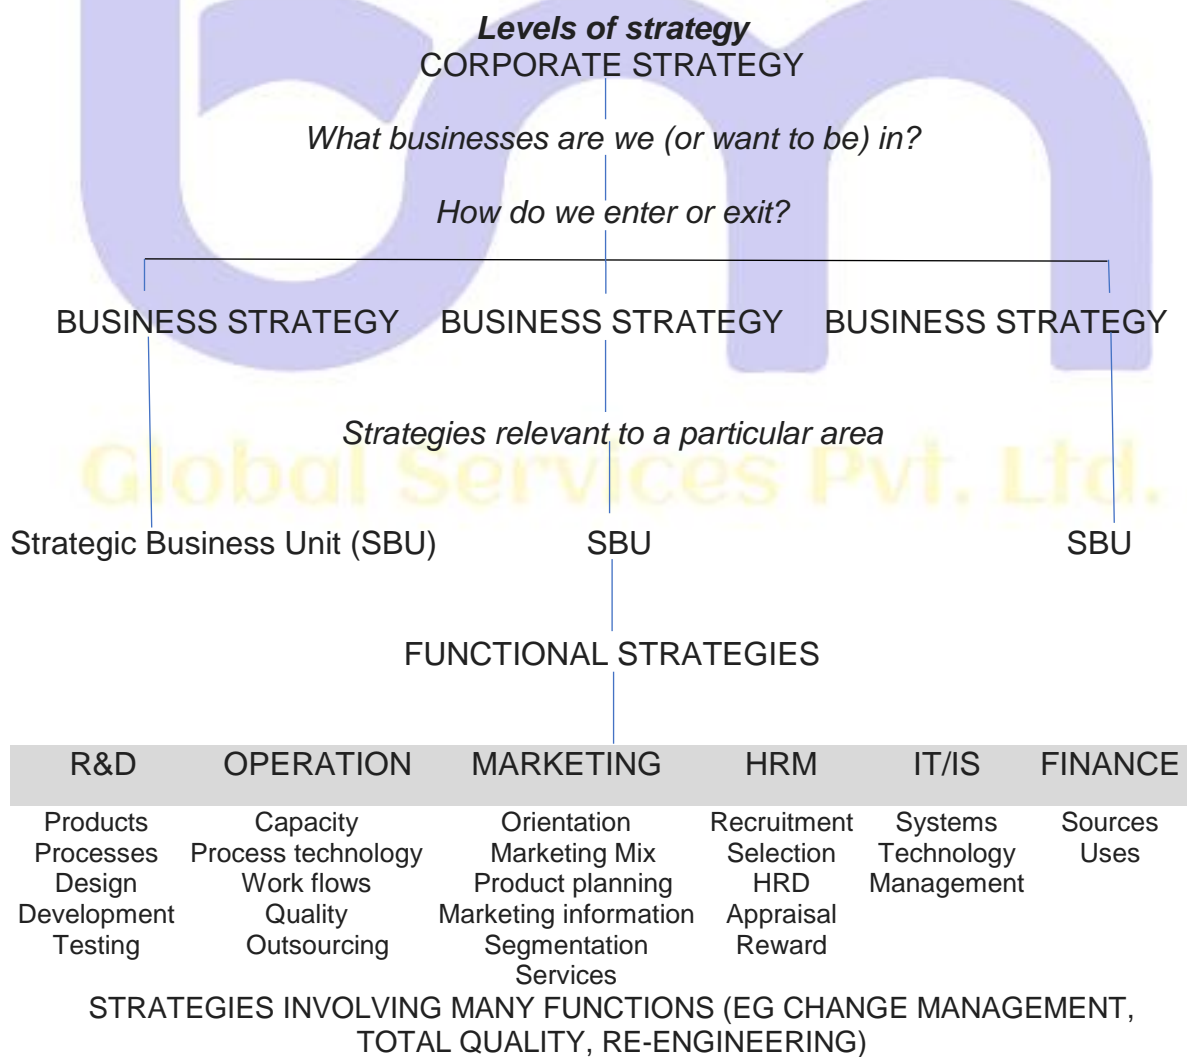 Levels of strategy
CORPORATE STRATEGY
What businesses are we (or want to be) in?
How do we enter or exit?
BUSINESS STRATEGY BUSINESS STRATEGY BUSINESS STRATEGY
Strategies relevant to a particular area
Global Services Pvt. Ltd.
Strategic Business Unit (SBU) SBU SBU
FUNCTIONAL STRATEGIES
R&D OPERATION MARKETING HRM IT/IS FINANCE
Products Capacity Orientation Recruitment Systems Sources
Processes Process technology Marketing Mix Selection Technology Uses
Design Work flows Product planning HRD Management
Development Quality Marketing information Appraisal
Testing Outsourcing Segmentation Reward
Services
STRATEGIES INVOLVING MANY FUNCTIONS (EG CHANGE MANAGEMENT,
TOTAL QUALITY, RE-ENGINEERING)